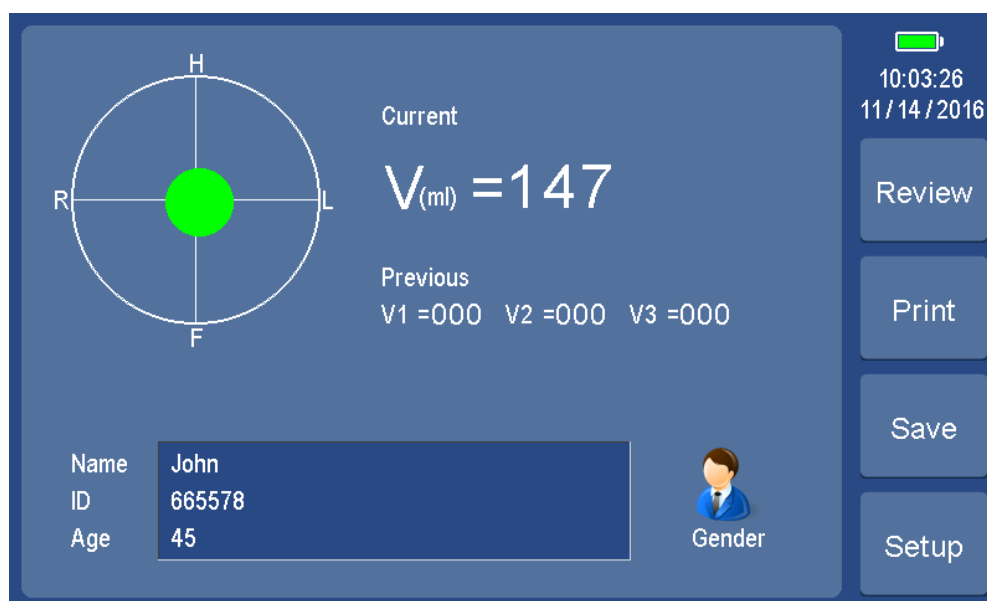 H
R
L
F
Current
V(ml) =147
Previous
V1 =000 V2 =000 V3 =000
Name John
ID 665578
Age 45
Gender
10:03:26
11/14/2016
Review
Print
Save
Setup